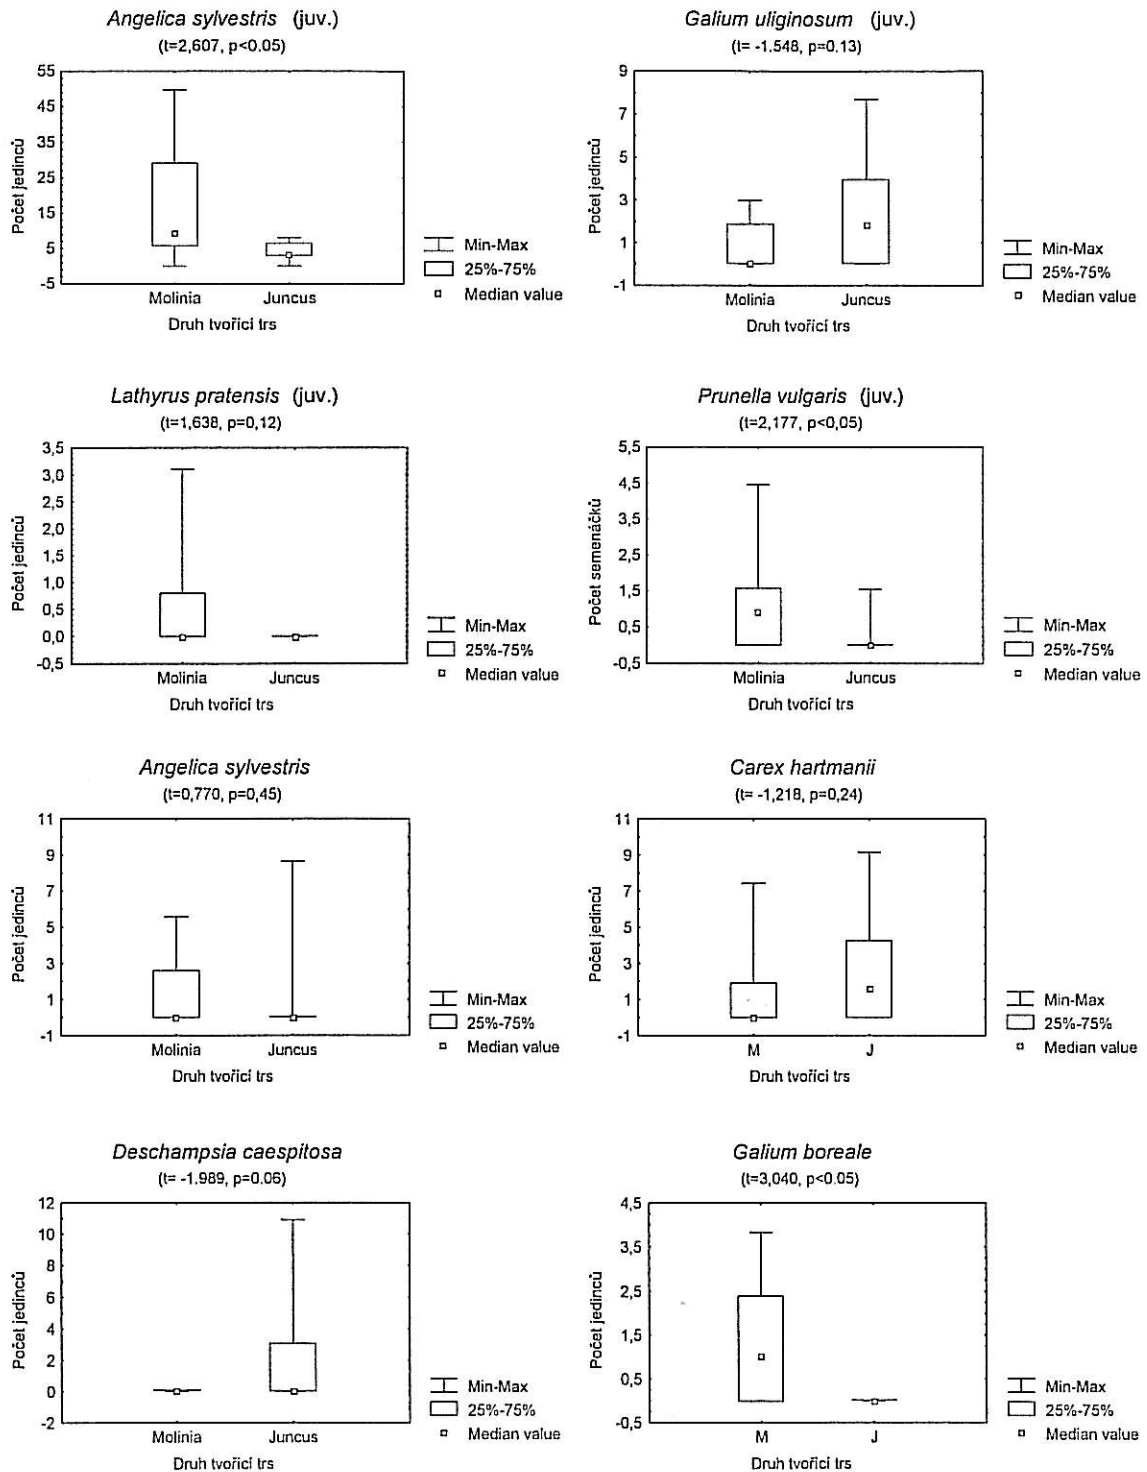 Angelica sylvestris (juv.)
(t=2,607, p<0.05)
55
45
35
25
15
5
-5
Počet jedinců
Molinia
Juncus
Druh tvořící trs
Min-Max
25%-75%
Median value
Galium uliginosum (juv.)
(t= -1.548, p=0.13)
9
7
5
3
1
-1
Počet jedinců
Molinia
Juncus
Druh tvořící trs
Min-Max
25%-75%
Median value
Lathyrus pratensis (juv.)
(t=1,638, p=0,12)
3,5
3,0
2,5
2,0
1,5
1,0
0,5
0,0
-0,5
Počet jedinců
Molinia
Juncus
Druh tvořící trs
Min-Max
25%-75%
Median value
Prunella vulgaris (juv.)
(t=2,177, p<0,05)
5,5
4,5
3,5
2,5
1,5
0,5
-0,5
Počet semenáčků
Molinia
Juncus
Druh tvořící trs
Min-Max
25%-75%
Median value
Angelica sylvestris
(t=0,770, p=0,45)
11
9
7
5
3
1
-1
Počet jedinců
Molinia
Juncus
Druh tvořící trs
Min-Max
25%-75%
Median value
Carex hartmanii
(t= -1,218, p=0,24)
11
9
7
5
3
1
-1
Počet jedinců
M
J
Druh tvořící trs
Min-Max
25%-75%
Median value
Deschampsia caespitosa
(t= -1.989, p=0.06)
12
10
8
6
4
2
0
-2
Počet jedinců
Molinia
Juncus
Druh tvořící trs
Min-Max
25%-75%
Median value
Galium boreale
(t=3,040, p<0.05)
4,5
3,5
2,5
1,5
0,5
-0,5
Počet jedinců
M
J
Druh tvořící trs
Min-Max
25%-75%
Median value